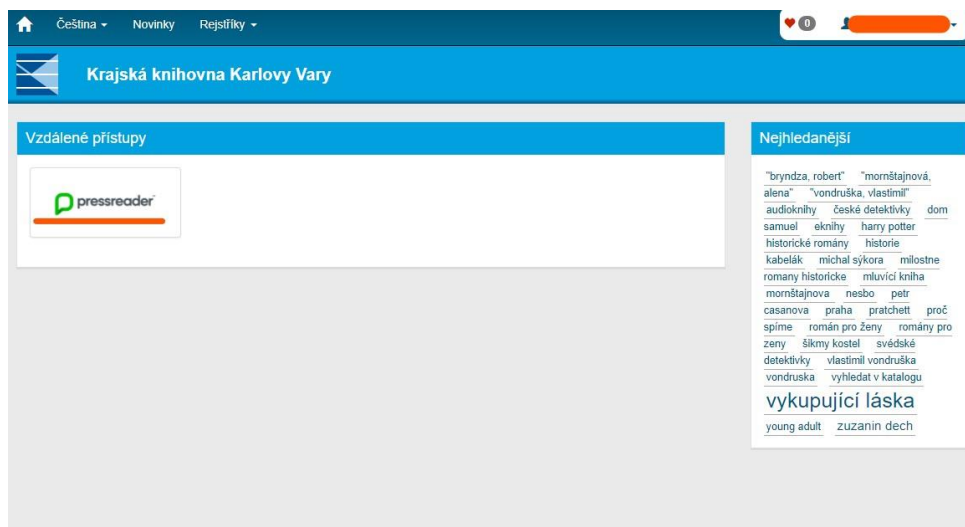 Čeština Novinky Rejstříky 0
Krajská knihovna Karlovy Vary
Vzdálené přístupy
pressreader
Nejhledanější
"bryndza, robert" "mornštajnová,
alena" "vondruška, vlastimil"
audioknihy české detektivky dom
samuel eknihy harry potter
historické romány historie
kabelák michal sýkora milostne
romany historicke mluvící kniha
mornštajnova nesbo petr
casanova praha pratchett proč
spíme román pro ženy romány pro
zeny šikmy kostel svédské
detektivky vlastimil vondruška
vondruska vyhledat v katalogu
vykupující láska
young adult zuzanin dech